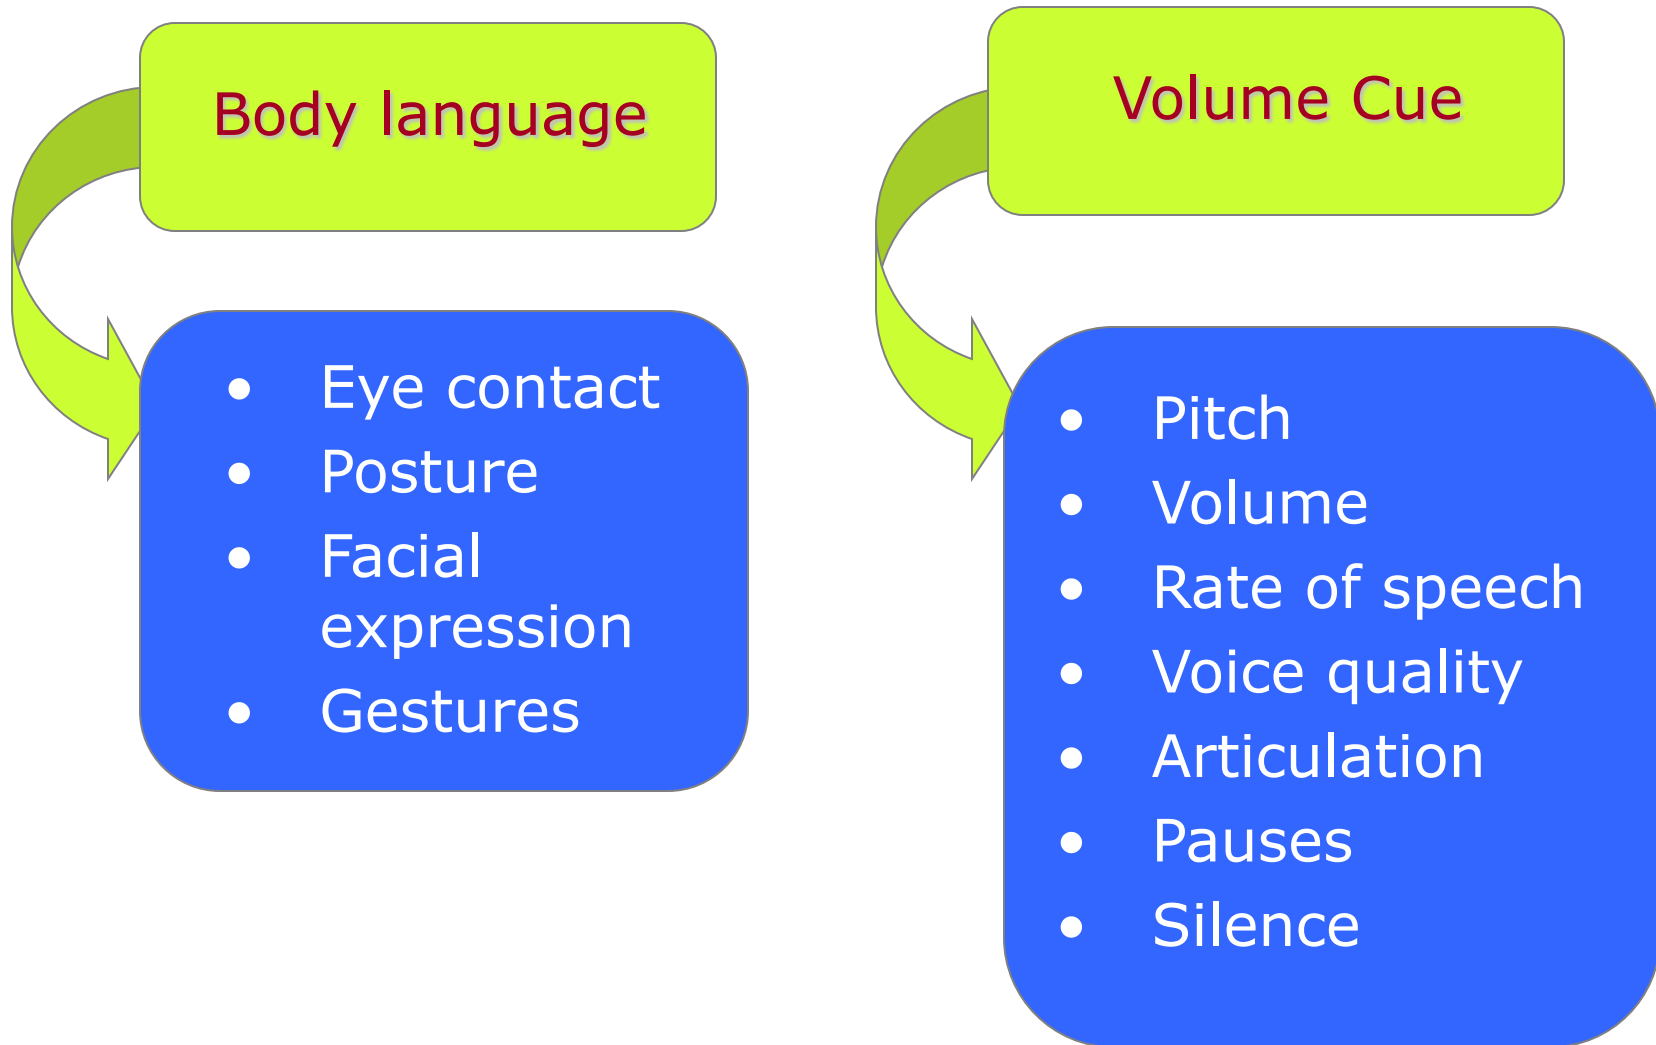 Body language
• Eye contact
• Posture
• Facial
expression
• Gestures
Volume Cue
• Pitch
• Volume
• Rate of speech
• Voice quality
• Articulation
• Pauses
• Silence